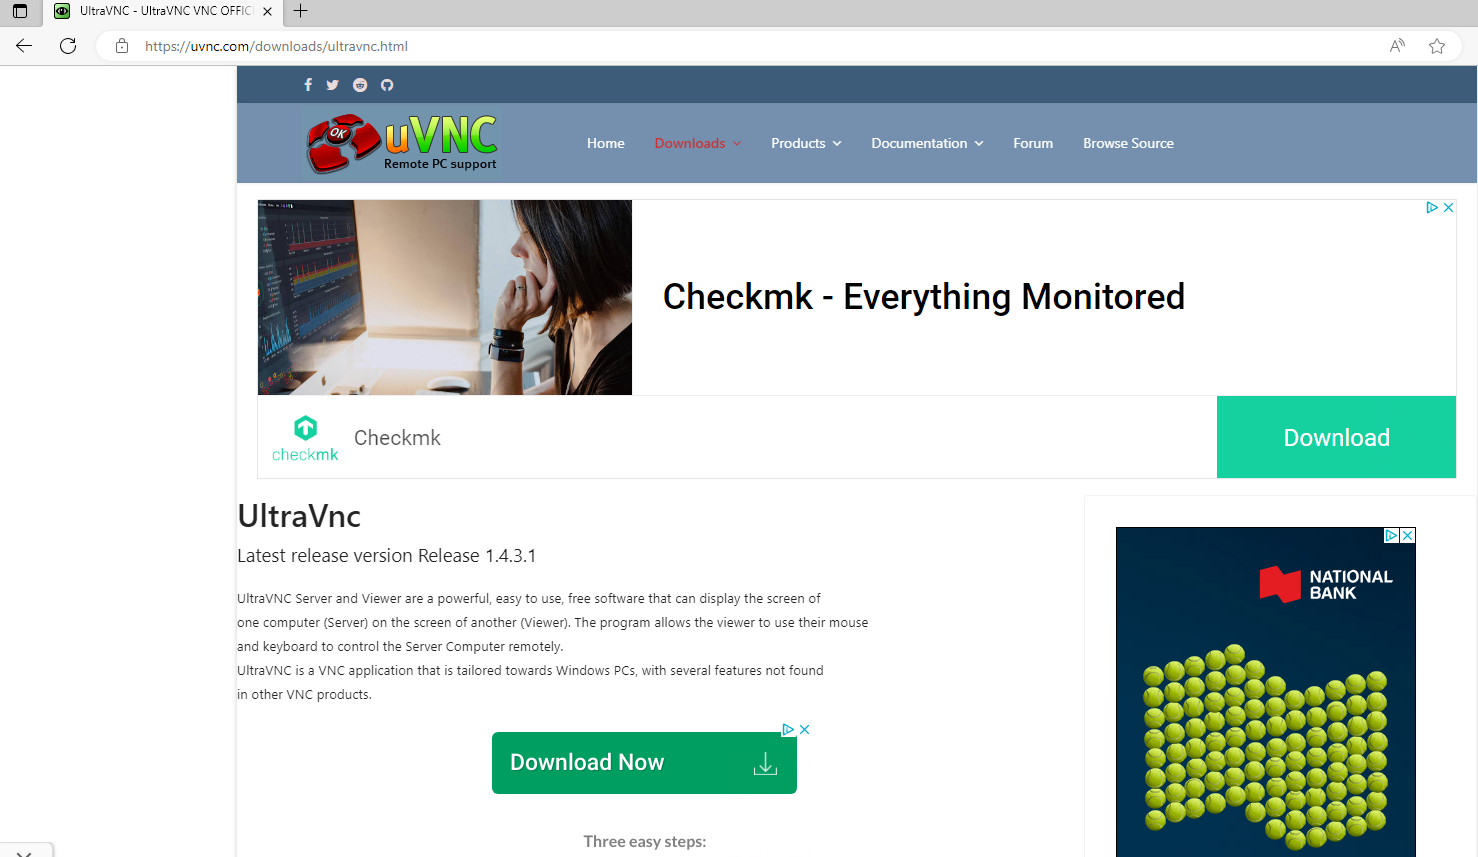 UltraVNC - UltraVNC VNC OFFIC
https://uvnc.com/downloads/ultravnc.html
OK
uVNC
Remote PC support
Home
Downloads
Products
Documentation
Forum
Browse Source
Checkmk - Everything Monitored
checkmk
Checkmk
Download
UltraVnc
Latest release version Release 1.4.3.1
UltraVNC Server and Viewer are a powerful, easy to use, free software that can display the screen of
one computer (Server) on the screen of another (Viewer). The program allows the viewer to use their mouse
and keyboard to control the Server Computer remotely.
UltraVNC is a VNC application that is tailored towards Windows PCs, with several features not found
in other VNC products.
Download Now
Three easy steps:
NATIONAL
BANK